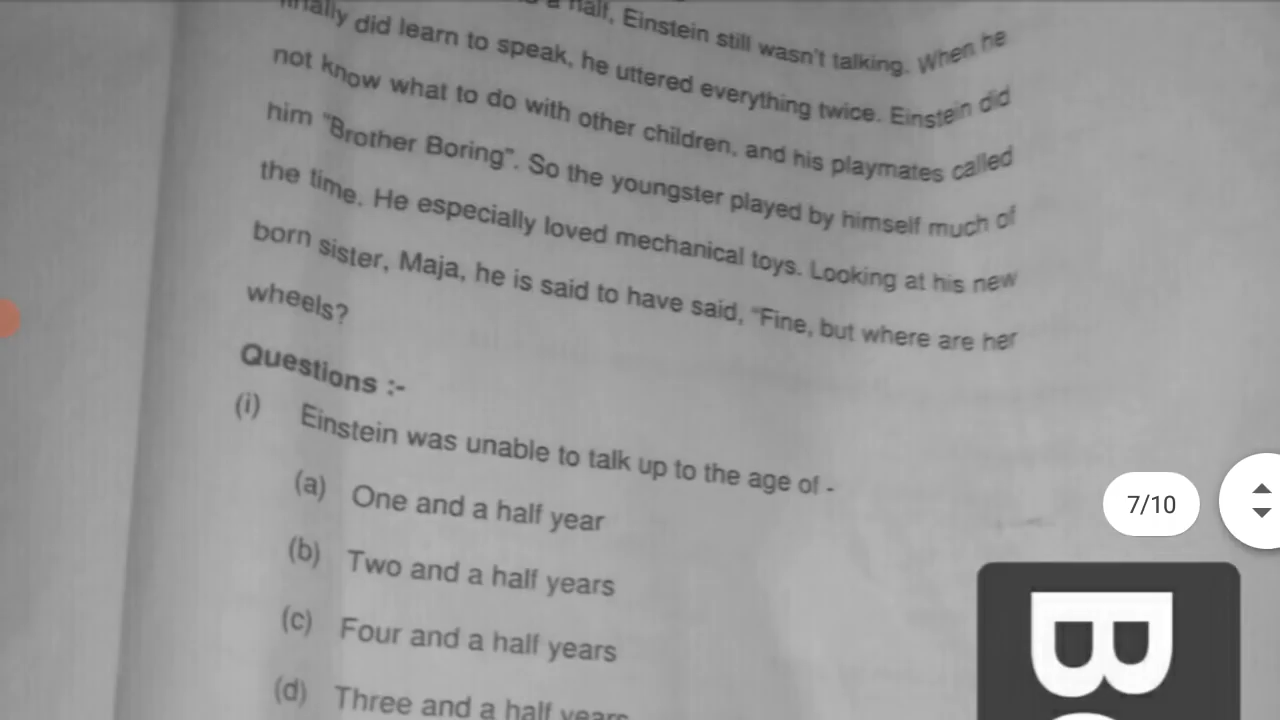 a half, Einstein still wasn't talking. When he
finally did learn to speak, he uttered everything twice. Einstein did
not know what to do with other children, and his playmates called
him "Brother Boring". So the youngster played by himself much of
the time. He especially loved mechanical toys. Looking at his new
born sister, Maja, he is said to have said, "Fine, but where are her
wheels?
Questions :-
(i) Einstein was unable to talk up to the age of -
(a) One and a half year
(b) Two and a half years
(c) Four and a half years
(d) Three and a half years
7/10
B